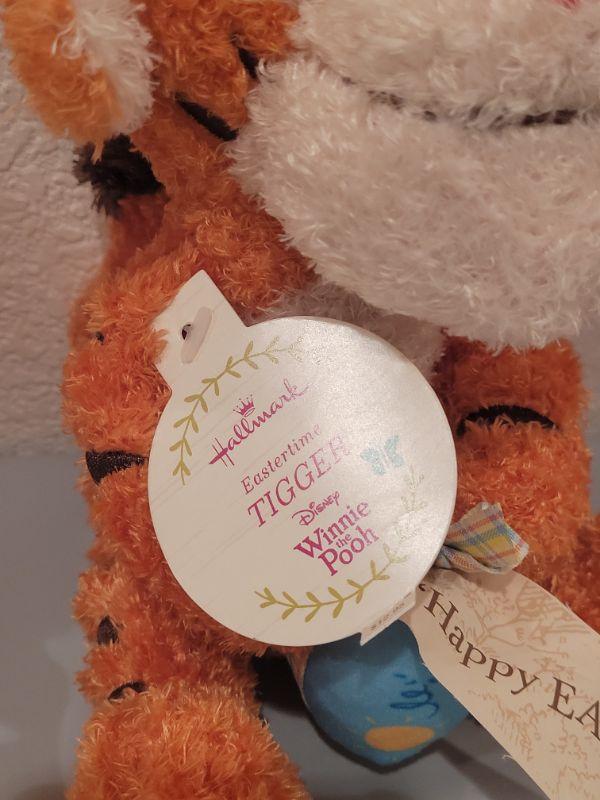 Hallmark
Eastertime
TIGGER
Disney
Winnie
the
Pooh
"Happy EA